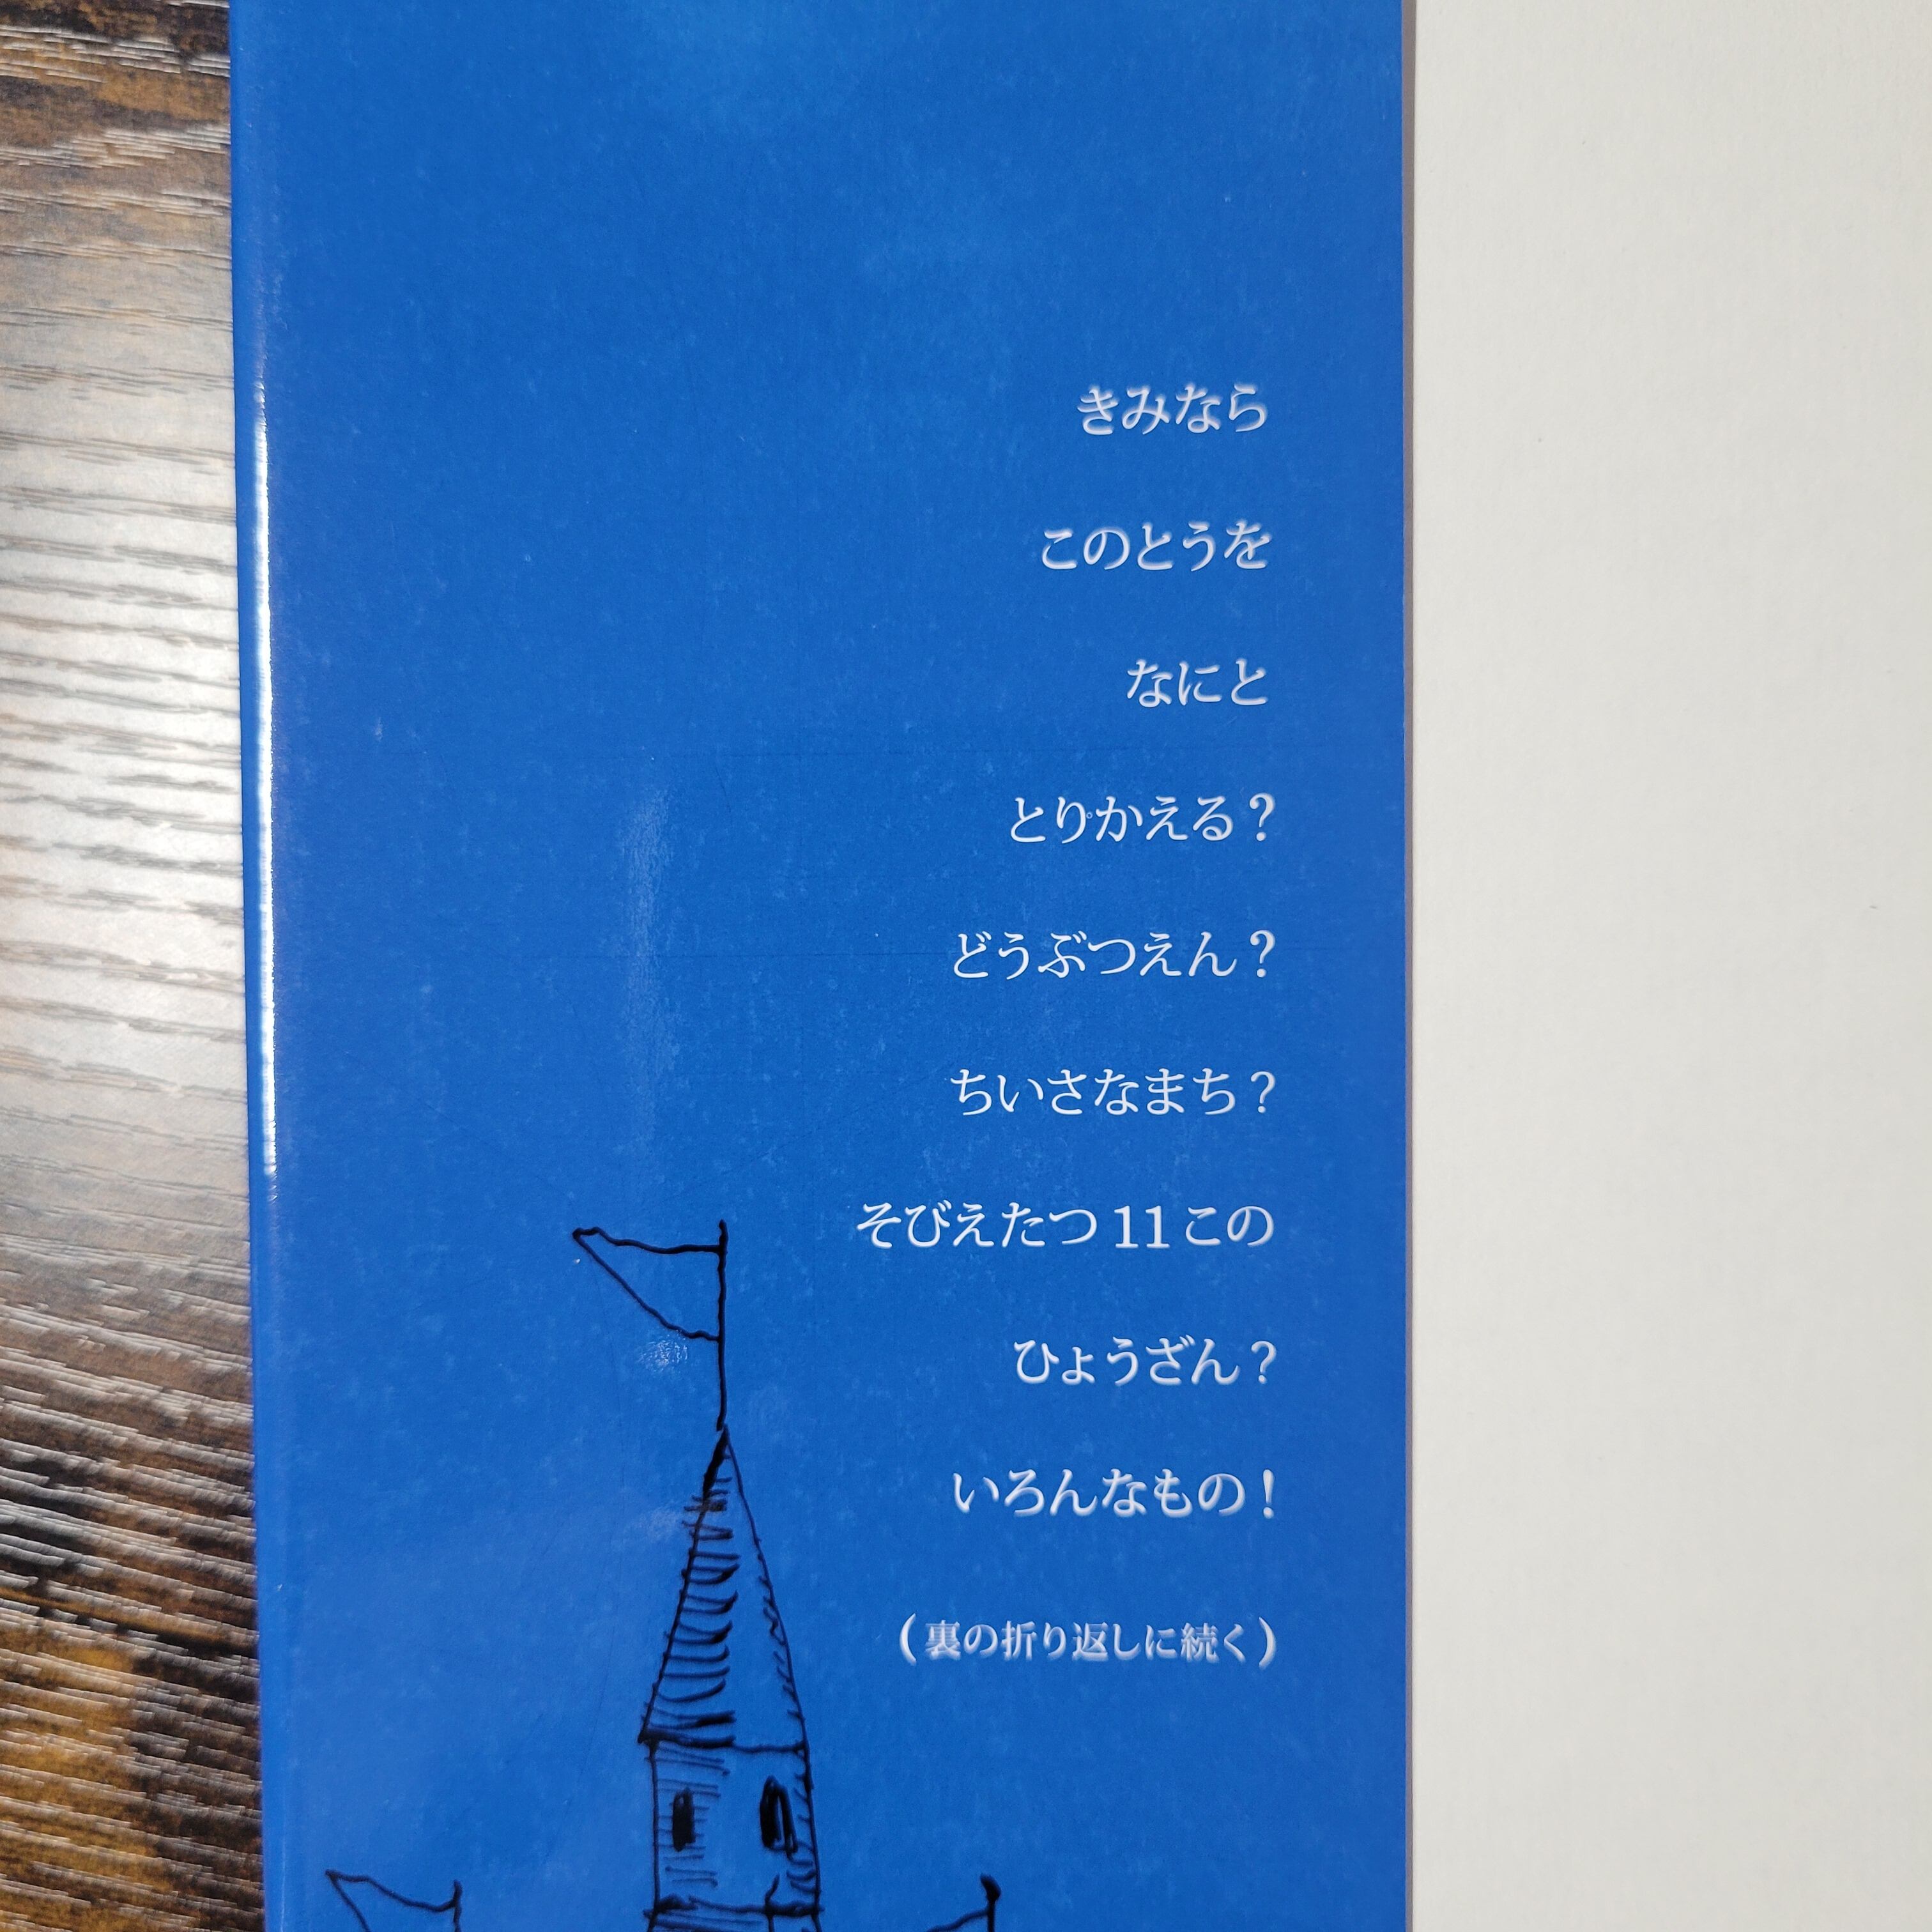 きみなら
このとうを
なにと
とりかえる？
どうぶつえん？
ちいさなまち？
そびえたつ 11 この
ひょうざん？
いろんなもの！
（裏の折り返しに続く）